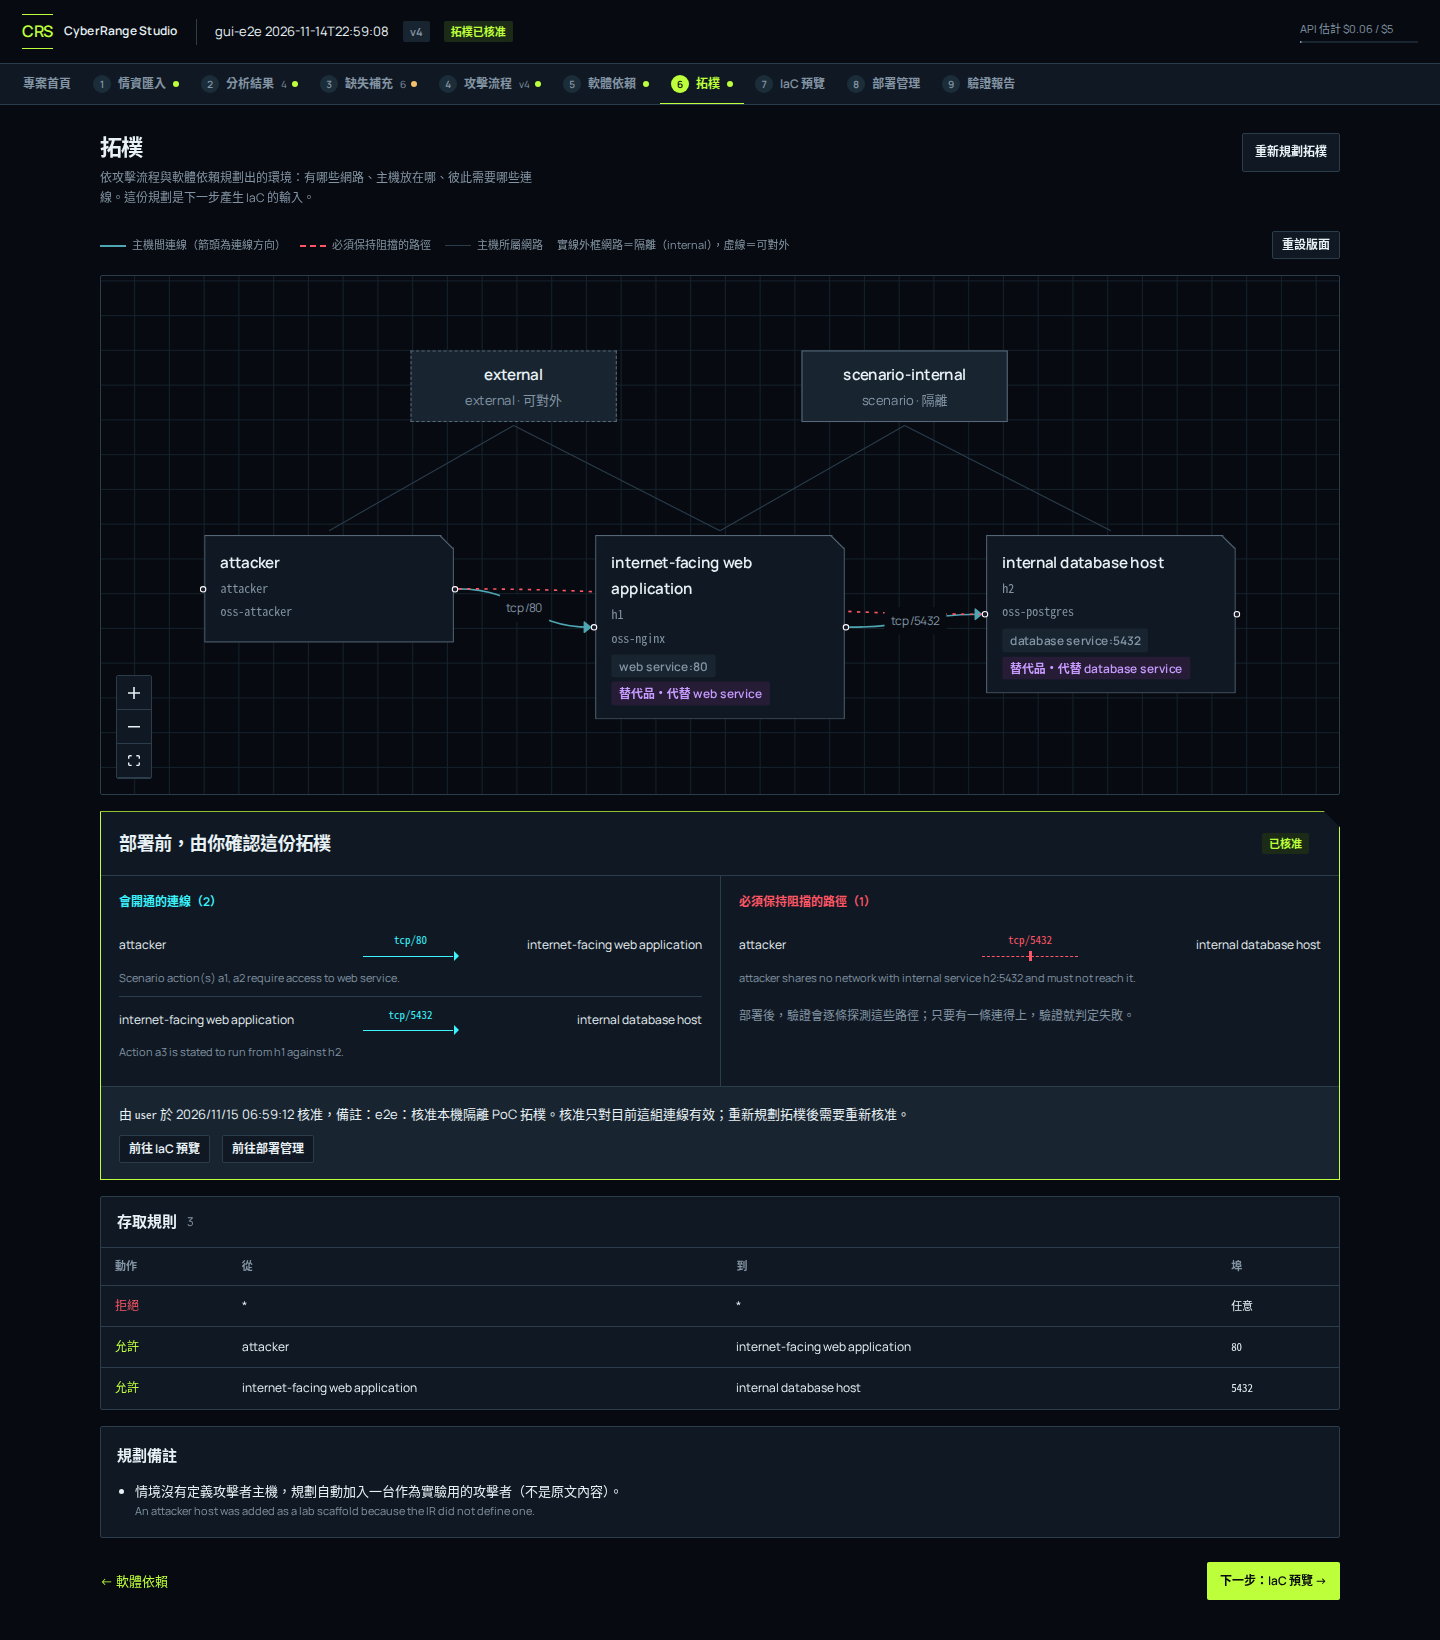 CRS CyberRange Studio gui-e2e 2026-11-14T22:59:08 v4 拓樸已核准 API 估計 $0.06 / $5
專案首頁 1 情資匯入 2 分析結果 4 3 缺失補充 6 4 攻擊流程 v4 5 軟體依賴 6 拓樸 7 IaC 預覽 8 部署管理 9 驗證報告
拓樸
重新規劃拓樸
依攻擊流程與軟體依賴規劃出的環境：有哪些網路、主機放在哪、彼此需要哪些連
線。這份規劃是下一步產生 IaC 的輸入。
主機間連線（箭頭為連線方向） 必須保持阻擋的路徑 主機所屬網路 實線外框網路＝隔離（internal），虛線＝可對外
重設版面
external
external · 可對外
scenario-internal
scenario · 隔離
attacker
attacker
oss-attacker
tcp/80
internet-facing web
application
h1
oss-nginx
web service:80
替代品・代替 web service
tcp/5432
internal database host
h2
oss-postgres
database service:5432
替代品・代替 database service
部署前，由你確認這份拓樸
已核准
會開通的連線（2）
attacker tcp/80 internet-facing web application
Scenario action(s) a1, a2 require access to web service.
internet-facing web application tcp/5432 internal database host
Action a3 is stated to run from h1 against h2.
必須保持阻擋的路徑（1）
attacker tcp/5432 internal database host
attacker shares no network with internal service h2:5432 and must not reach it.
部署後，驗證會逐條探測這些路徑；只要有一條連得上，驗證就判定失敗。
由 user 於 2026/11/15 06:59:12 核准，備註：e2e：核准本機隔離 PoC 拓樸。核准只對目前這組連線有效；重新規劃拓樸後需要重新核准。
前往 IaC 預覽 前往部署管理
存取規則 3
動作 從 到 埠
拒絕 * * 任意
允許 attacker internet-facing web application 80
允許 internet-facing web application internal database host 5432
規劃備註
• 情境沒有定義攻擊者主機，規劃自動加入一台作為實驗用的攻擊者（不是原文內容）。
An attacker host was added as a lab scaffold because the IR did not define one.
← 軟體依賴
下一步：IaC 預覽 →